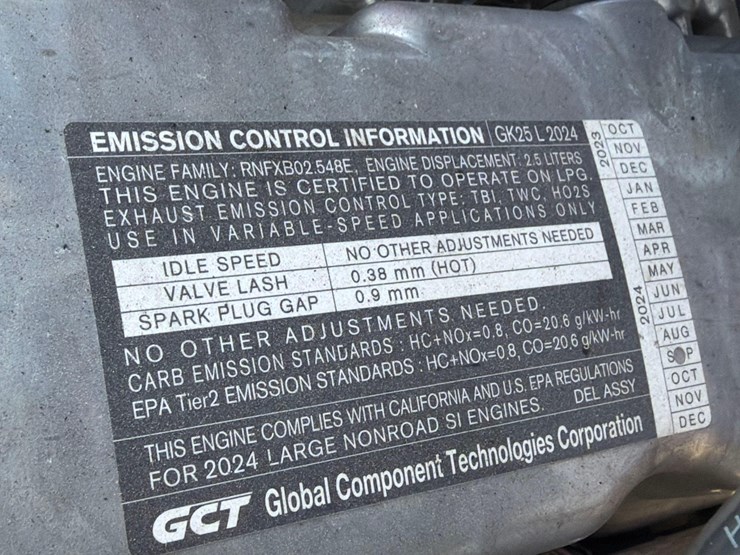 EMISSION CONTROL INFORMATION GK25 L 2024
ENGINE FAMILY: RNFXB02.548E, ENGINE DISPLACEMENT: 2.5 LITERS
THIS ENGINE IS CERTIFIED TO OPERATE ON LPG.
EXHAUST EMISSION CONTROL TYPE: TBI, TWC, HO2S
USE IN VARIABLE-SPEED APPLICATIONS ONLY
IDLE SPEED NO OTHER ADJUSTMENTS NEEDED
VALVE LASH 0.38 mm (HOT)
SPARK PLUG GAP 0.9 mm
NO OTHER ADJUSTMENTS NEEDED.
CARB EMISSION STANDARDS : HC+NOx=0.8, CO=20.6 g/kW-hr
EPA Tier2 EMISSION STANDARDS : HC+NOx=0.8, CO=20.6 g/kW-hr
THIS ENGINE COMPLIES WITH CALIFORNIA AND U.S. EPA REGULATIONS
FOR 2024 LARGE NONROAD SI ENGINES. DEL ASSY
GCT Global Component Technologies Corporation
2023
OCT
NOV
DEC
2024
JAN
FEB
MAR
APR
MAY
JUN
JUL
AUG
OCT
NOV
DEC